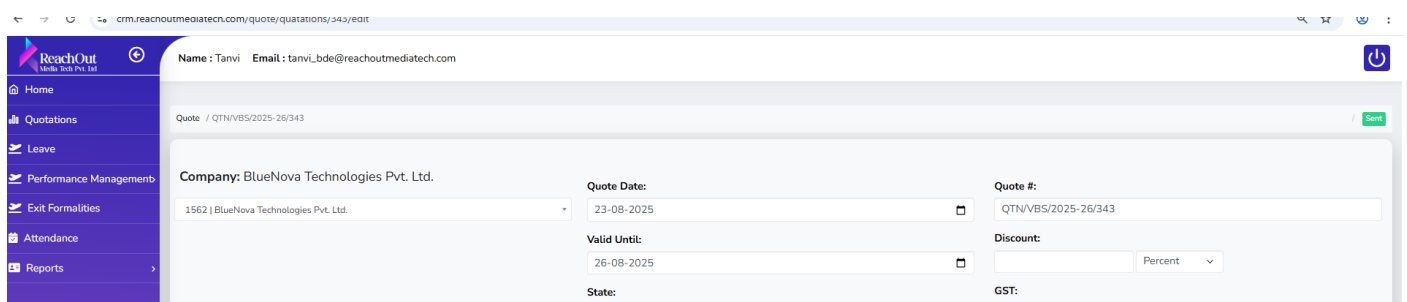 crm.reachoutmediatech.com/quote/quatations/343/edit
ReachOut
Media Tech Pvt. Ltd
Name : Tanvi Email : tanvi_bde@reachoutmediatech.com
Home
Quotations
Leave
Performance Management
Exit Formalities
Attendance
Reports
Quote / QTN/VBS/2025-26/343
/ Sent
Company: BlueNova Technologies Pvt. Ltd.
1562 | BlueNova Technologies Pvt. Ltd.
Quote Date:
23-08-2025
Valid Until:
26-08-2025
State:
Quote #:
QTN/VBS/2025-26/343
Discount:
Percent
GST: